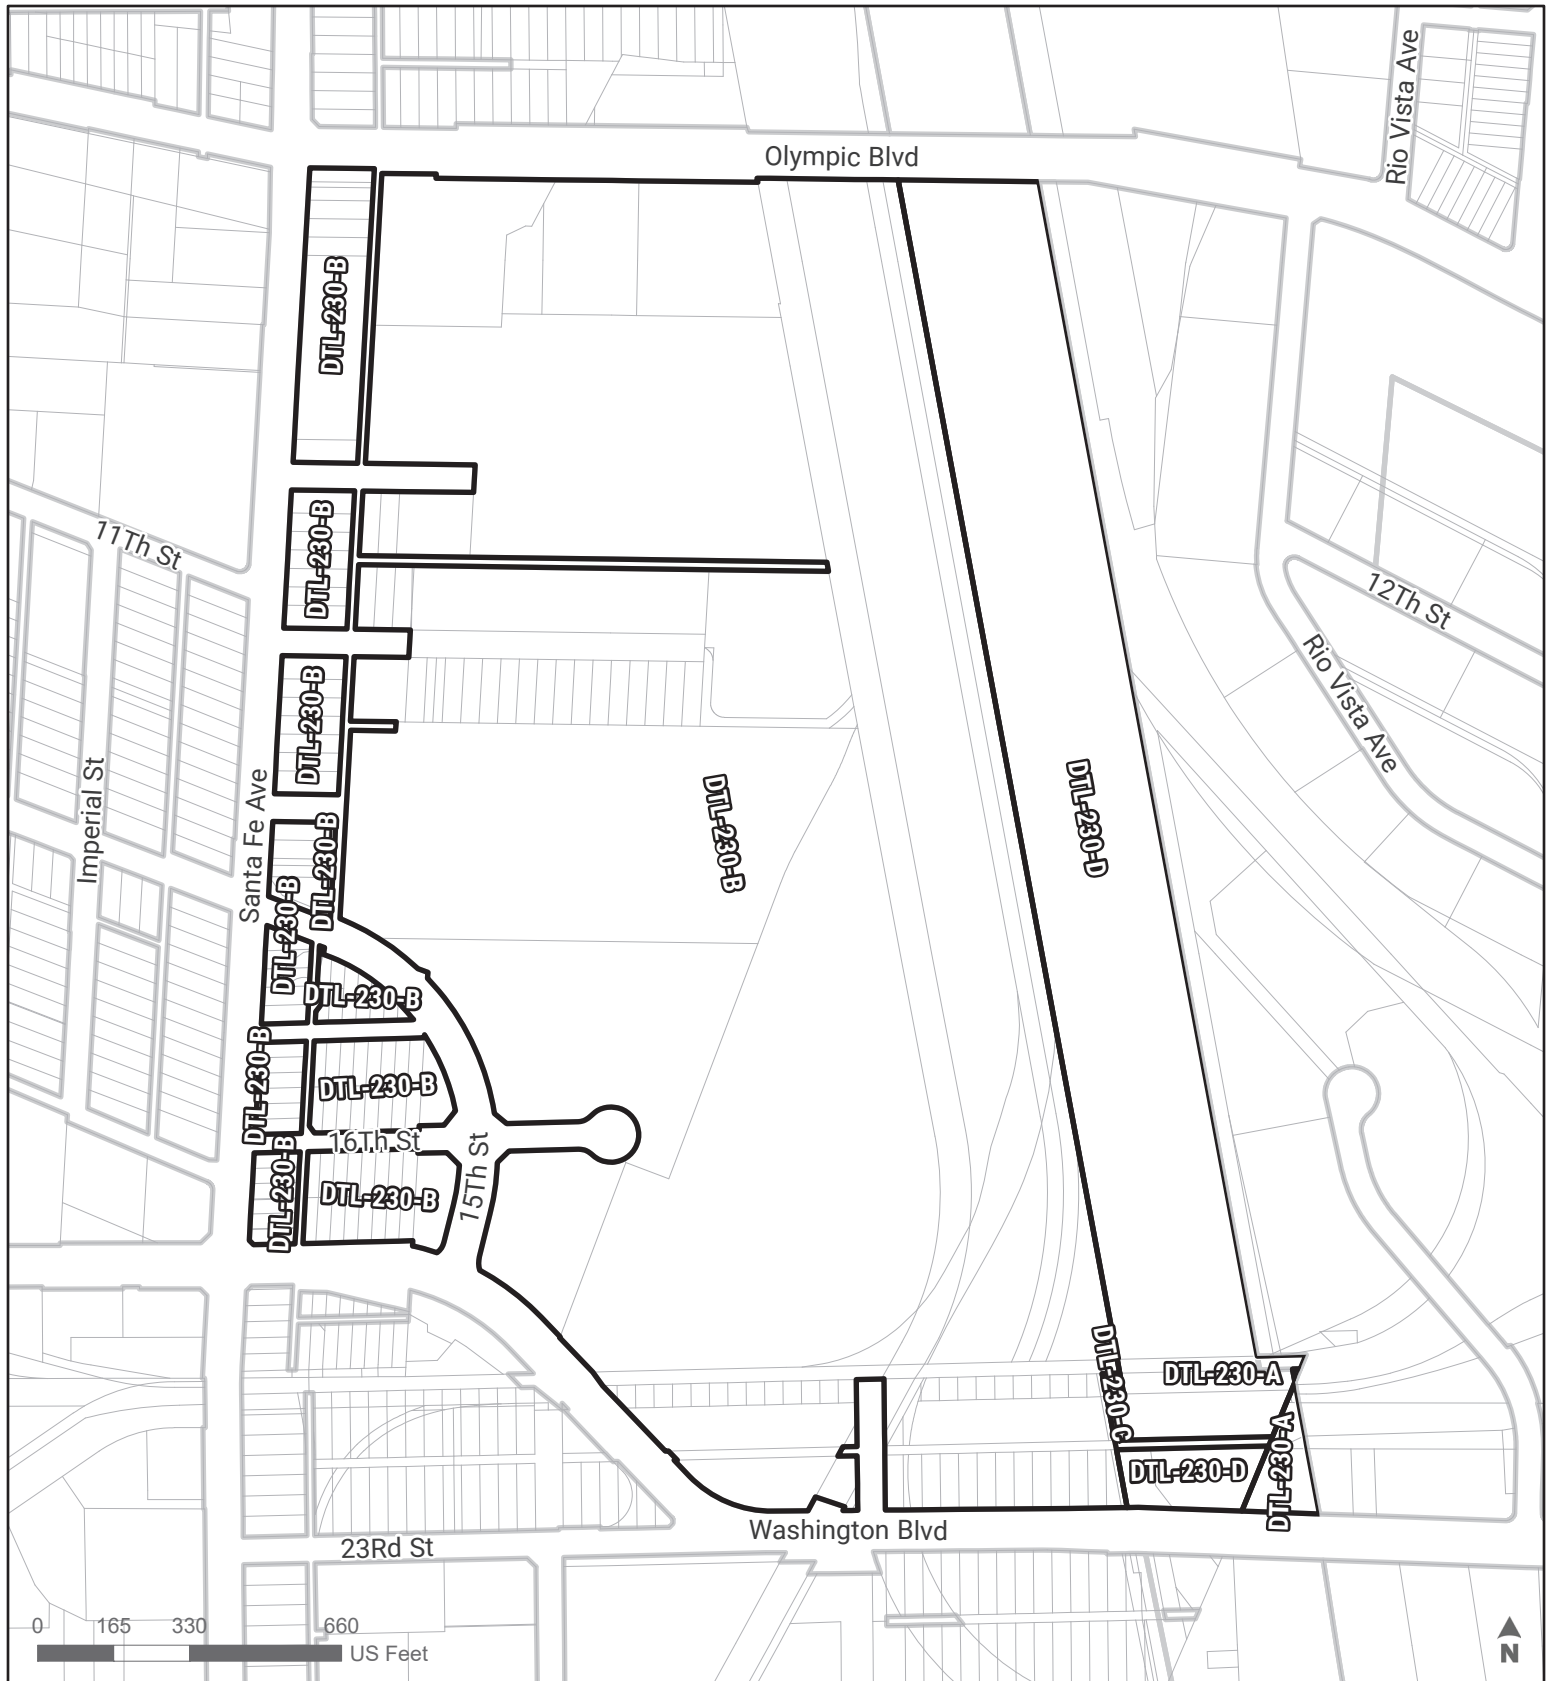 Rio Vista Ave
Olympic Blvd
DTL-230-B
11Th St
DTL-230-B
12Th St
Rio Vista Ave
DTL-230-B
Imperial St
Santa Fe Ave
DTL-230-B
DTL-230-B
DTL-230-D
DTL-230-B
DTL-230-B
DTL-230-B
DTL-230-B
16Th St
15Th St
DTL-230-B
DTL-230-B
DTL-230-C
DTL-230-A
DTL-230-A
DTL-230-D
Washington Blvd
23Rd St
0 165 330 660
US Feet
N